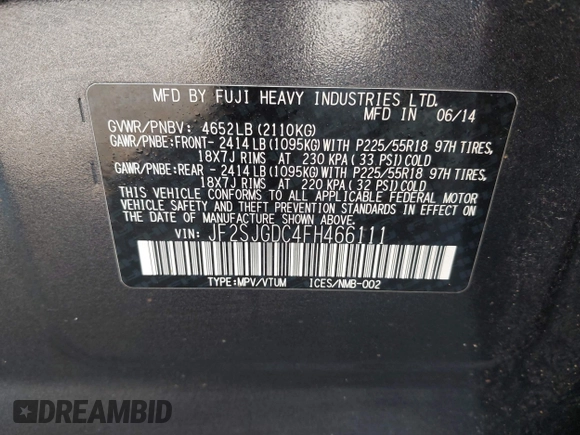 MFD BY FUJI HEAVY INDUSTRIES LTD.
MFD IN 06/14
GVWR/PNBV: 4652LB(2110KG)
GAWR/PNBE:FRONT- 2414LB(1095KG)WITH P225/55R18 97H TIRES,
18X7J RIMS AT 230 KPA(33 PSI)COLD
GAWR/PNBE:REAR - 2414LB(1095KG)WITH P225/55R18 97H TIRES,
18X7J RIMS AT 220 KPA(32 PSI)COLD
THIS VEHICLE CONFORMS TO ALL APPLICABLE FEDERAL MOTOR
VEHICLE SAFETY AND THEFT PREVENTION STANDARDS IN EFFECT
ON THE DATE OF MANUFACTURE SHOWN ABOVE.
VIN: JF2SJGDC4FH466111
TYPE:MPV/VTUM ICES/NMB-002
DREAMBID